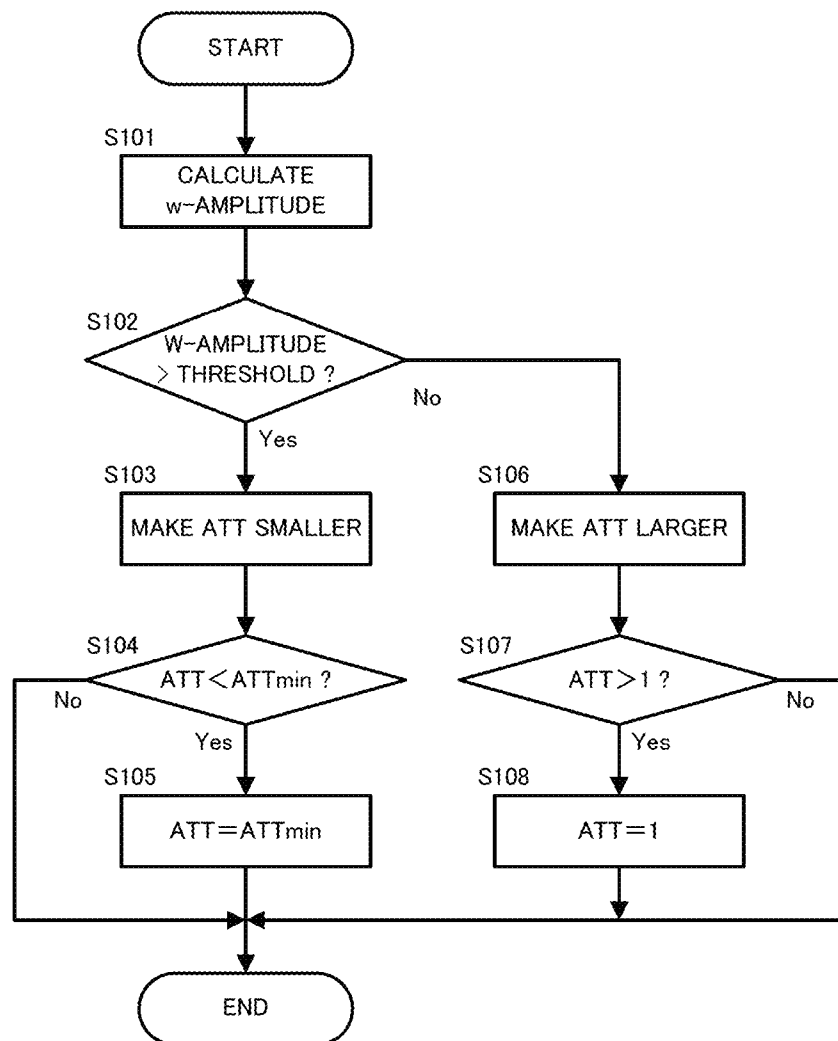 START
S101
CALCULATE
w-AMPLITUDE
S102
W-AMPLITUDE
> THRESHOLD ?
No
Yes
S103
MAKE ATT SMALLER
S106
MAKE ATT LARGER
S104
ATT<ATTmin ?
No
Yes
S107
ATT>1 ?
No
Yes
S105
ATT=ATTmin
S108
ATT=1
END